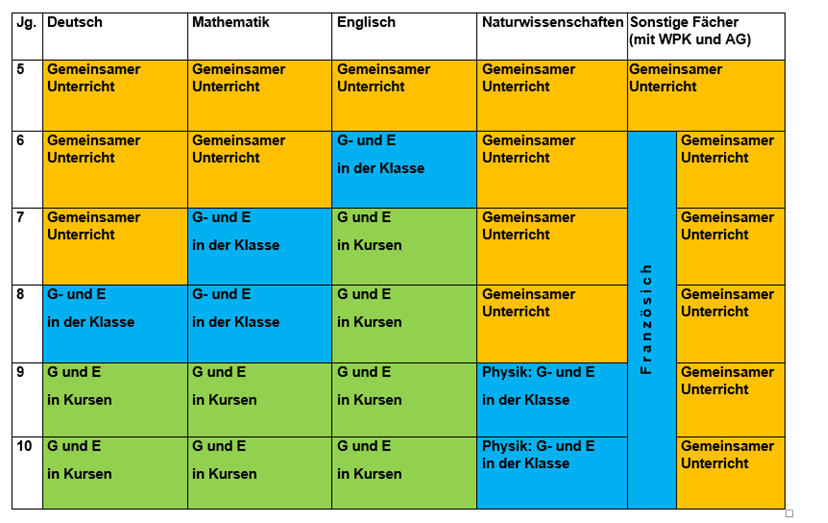 Jg.
Deutsch
Mathematik
Englisch
Naturwissenschaften
Sonstige Fächer
(mit WPK und AG)
5
Gemeinsamer
Unterricht
Gemeinsamer
Unterricht
Gemeinsamer
Unterricht
Gemeinsamer
Unterricht
Gemeinsamer
Unterricht
6
Gemeinsamer
Unterricht
Gemeinsamer
Unterricht
G- und E
in der Klasse
Gemeinsamer
Unterricht
Französich
Gemeinsamer
Unterricht
7
Gemeinsamer
Unterricht
G- und E
in der Klasse
G und E
in Kursen
Gemeinsamer
Unterricht
Gemeinsamer
Unterricht
8
G- und E
in der Klasse
G- und E
in der Klasse
G und E
in Kursen
Gemeinsamer
Unterricht
Gemeinsamer
Unterricht
9
G und E
in Kursen
G und E
in Kursen
G und E
in Kursen
Physik: G- und E
in der Klasse
Gemeinsamer
Unterricht
10
G und E
in Kursen
G und E
in Kursen
G und E
in Kursen
Physik: G- und E
in der Klasse
Gemeinsamer
Unterricht